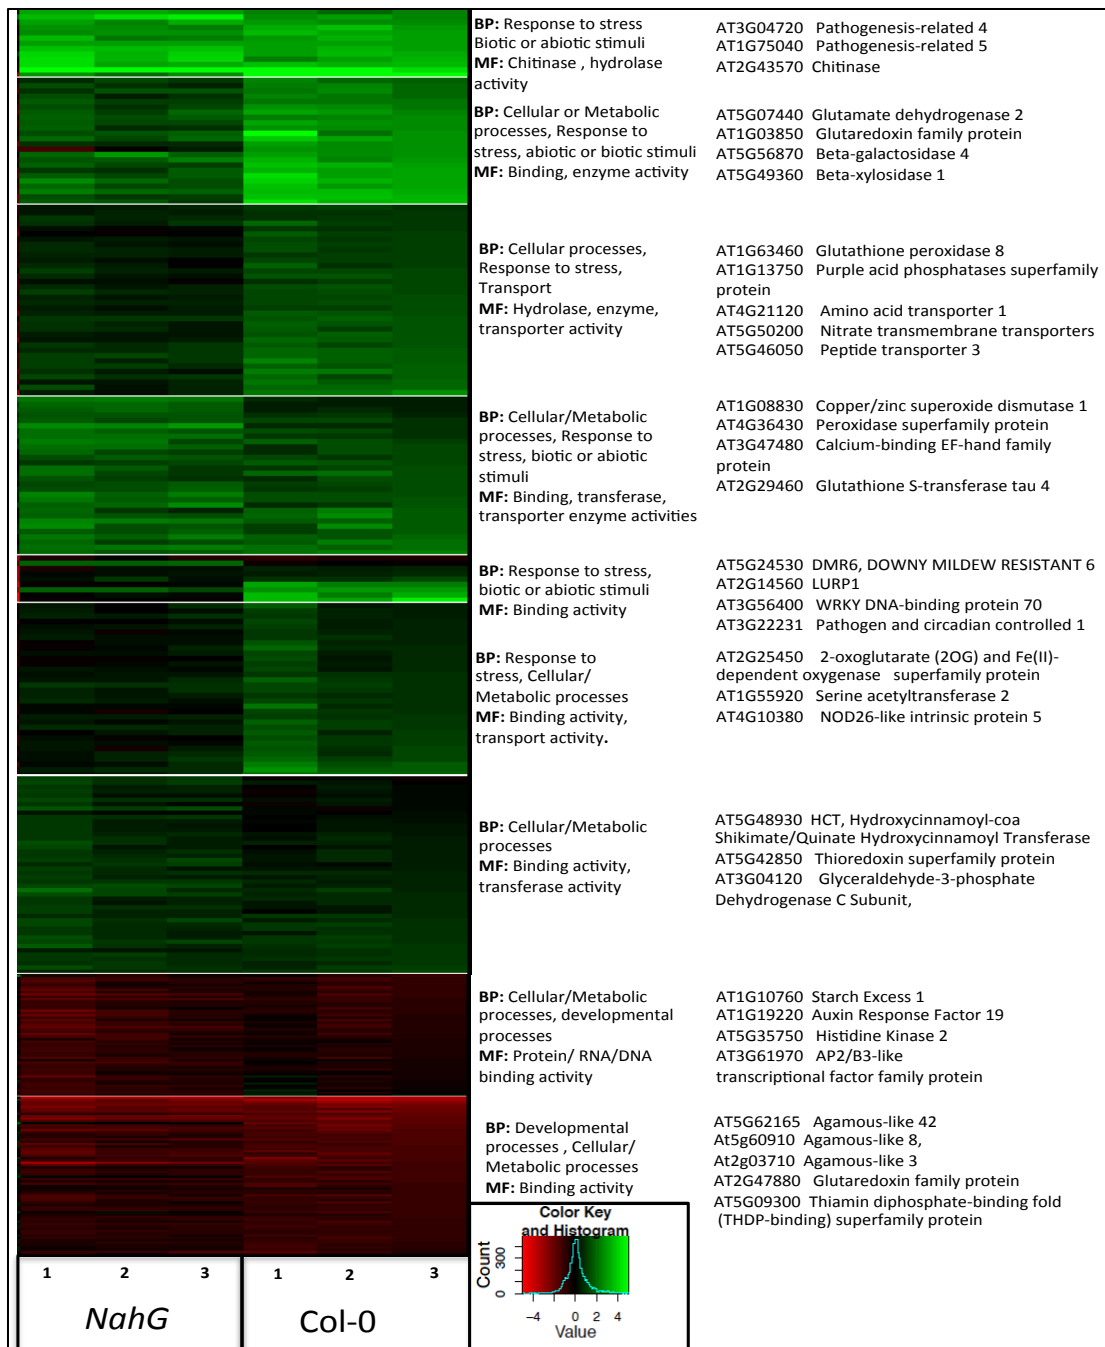 BP: Response to stress
Biotic or abiotic stimuli
MF: Chitinase , hydrolase
activity
AT3G04720 Pathogenesis-related 4
AT1G75040 Pathogenesis-related 5
AT2G43570 Chitinase
BP: Cellular or Metabolic
processes, Response to
stress, abiotic or biotic stimuli
MF: Binding, enzyme activity
AT5G07440 Glutamate dehydrogenase 2
AT1G03850 Glutaredoxin family protein
AT5G56870 Beta-galactosidase 4
AT5G49360 Beta-xylosidase 1
BP: Cellular processes,
Response to stress,
Transport
MF: Hydrolase, enzyme,
transporter activity
AT1G63460 Glutathione peroxidase 8
AT1G13750 Purple acid phosphatases superfamily
protein
AT4G21120 Amino acid transporter 1
AT5G50200 Nitrate transmembrane transporters
AT5G46050 Peptide transporter 3
BP: Cellular/Metabolic
processes, Response to
stress, biotic or abiotic
stimuli
MF: Binding, transferase,
transporter enzyme activities
AT1G08830 Copper/zinc superoxide dismutase 1
AT4G36430 Peroxidase superfamily protein
AT3G47480 Calcium-binding EF-hand family
protein
AT2G29460 Glutathione S-transferase tau 4
BP: Response to stress,
biotic or abiotic stimuli
MF: Binding activity
AT5G24530 DMR6, DOWNY MILDEW RESISTANT 6
AT2G14560 LURP1
AT3G56400 WRKY DNA-binding protein 70
AT3G22231 Pathogen and circadian controlled 1
BP: Response to
stress, Cellular/
Metabolic processes
MF: Binding activity,
transport activity.
AT2G25450 2-oxoglutarate (2OG) and Fe(II)-
dependent oxygenase superfamily protein
AT1G55920 Serine acetyltransferase 2
AT4G10380 NOD26-like intrinsic protein 5
BP: Cellular/Metabolic
processes
MF: Binding activity,
transferase activity
AT5G48930 HCT, Hydroxycinnamoyl-coa
Shikimate/Quinate Hydroxycinnamoyl Transferase
AT5G42850 Thioredoxin superfamily protein
AT3G04120 Glyceraldehyde-3-phosphate
Dehydrogenase C Subunit,
BP: Cellular/Metabolic
processes, developmental
processes
MF: Protein/ RNA/DNA
binding activity
AT1G10760 Starch Excess 1
AT1G19220 Auxin Response Factor 19
AT5G35750 Histidine Kinase 2
AT3G61970 AP2/B3-like
transcriptional factor family protein
BP: Developmental
processes , Cellular/
Metabolic processes
MF: Binding activity
AT5G62165 Agamous-like 42
At5g60910 Agamous-like 8,
At2g03710 Agamous-like 3
AT2G47880 Glutaredoxin family protein
AT5G09300 Thiamin diphosphate-binding fold
(THDP-binding) superfamily protein
1 2 3 1 2 3
NahG Col-0
Color Key
and Histogram
Count
0 300
-4 0 2 4
Value